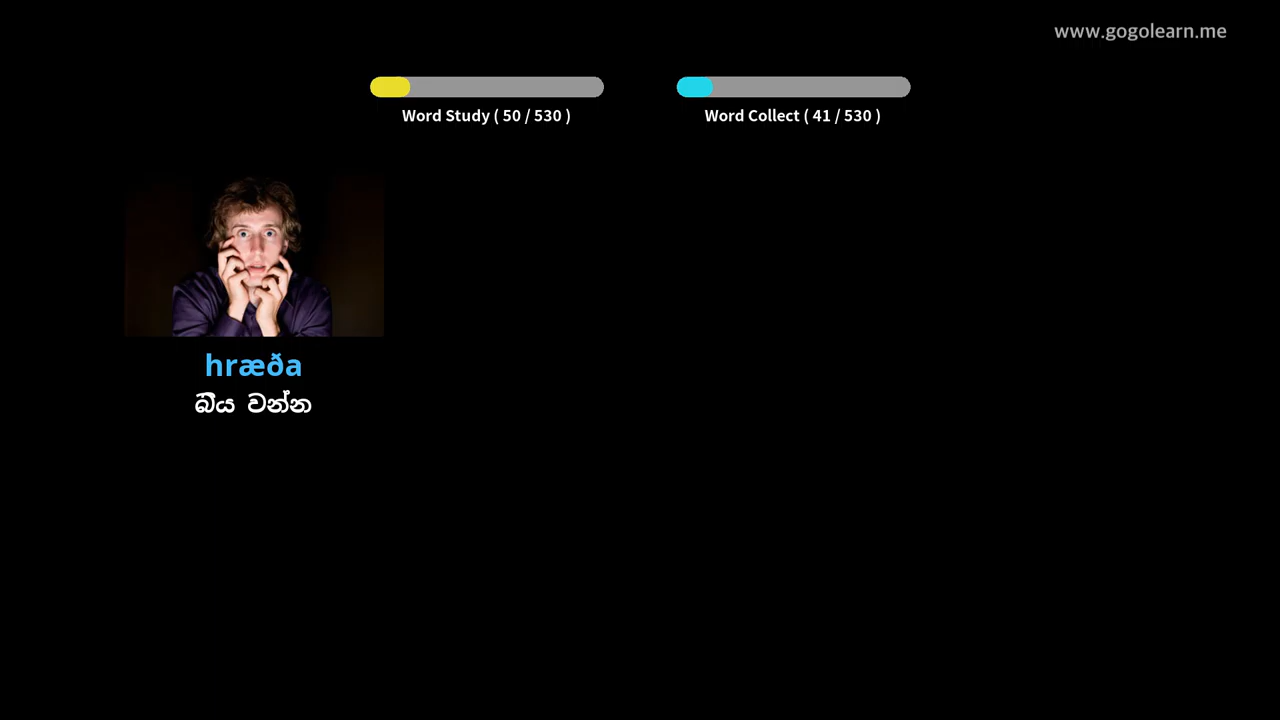 www.gogolearn.me
Word Study ( 50 / 530 )
Word Collect ( 41 / 530 )
hræða
බිය වන්න